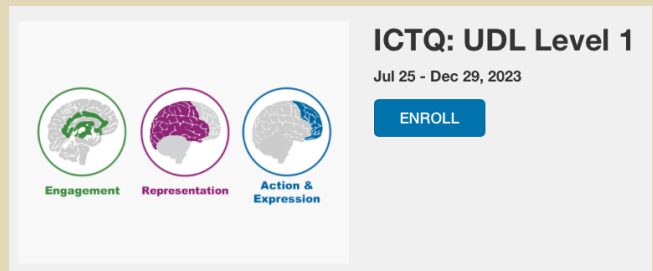 ICTQ: UDL Level 1
Jul 25 - Dec 29, 2023
ENROLL
Engagement
Representation
Action &
Expression